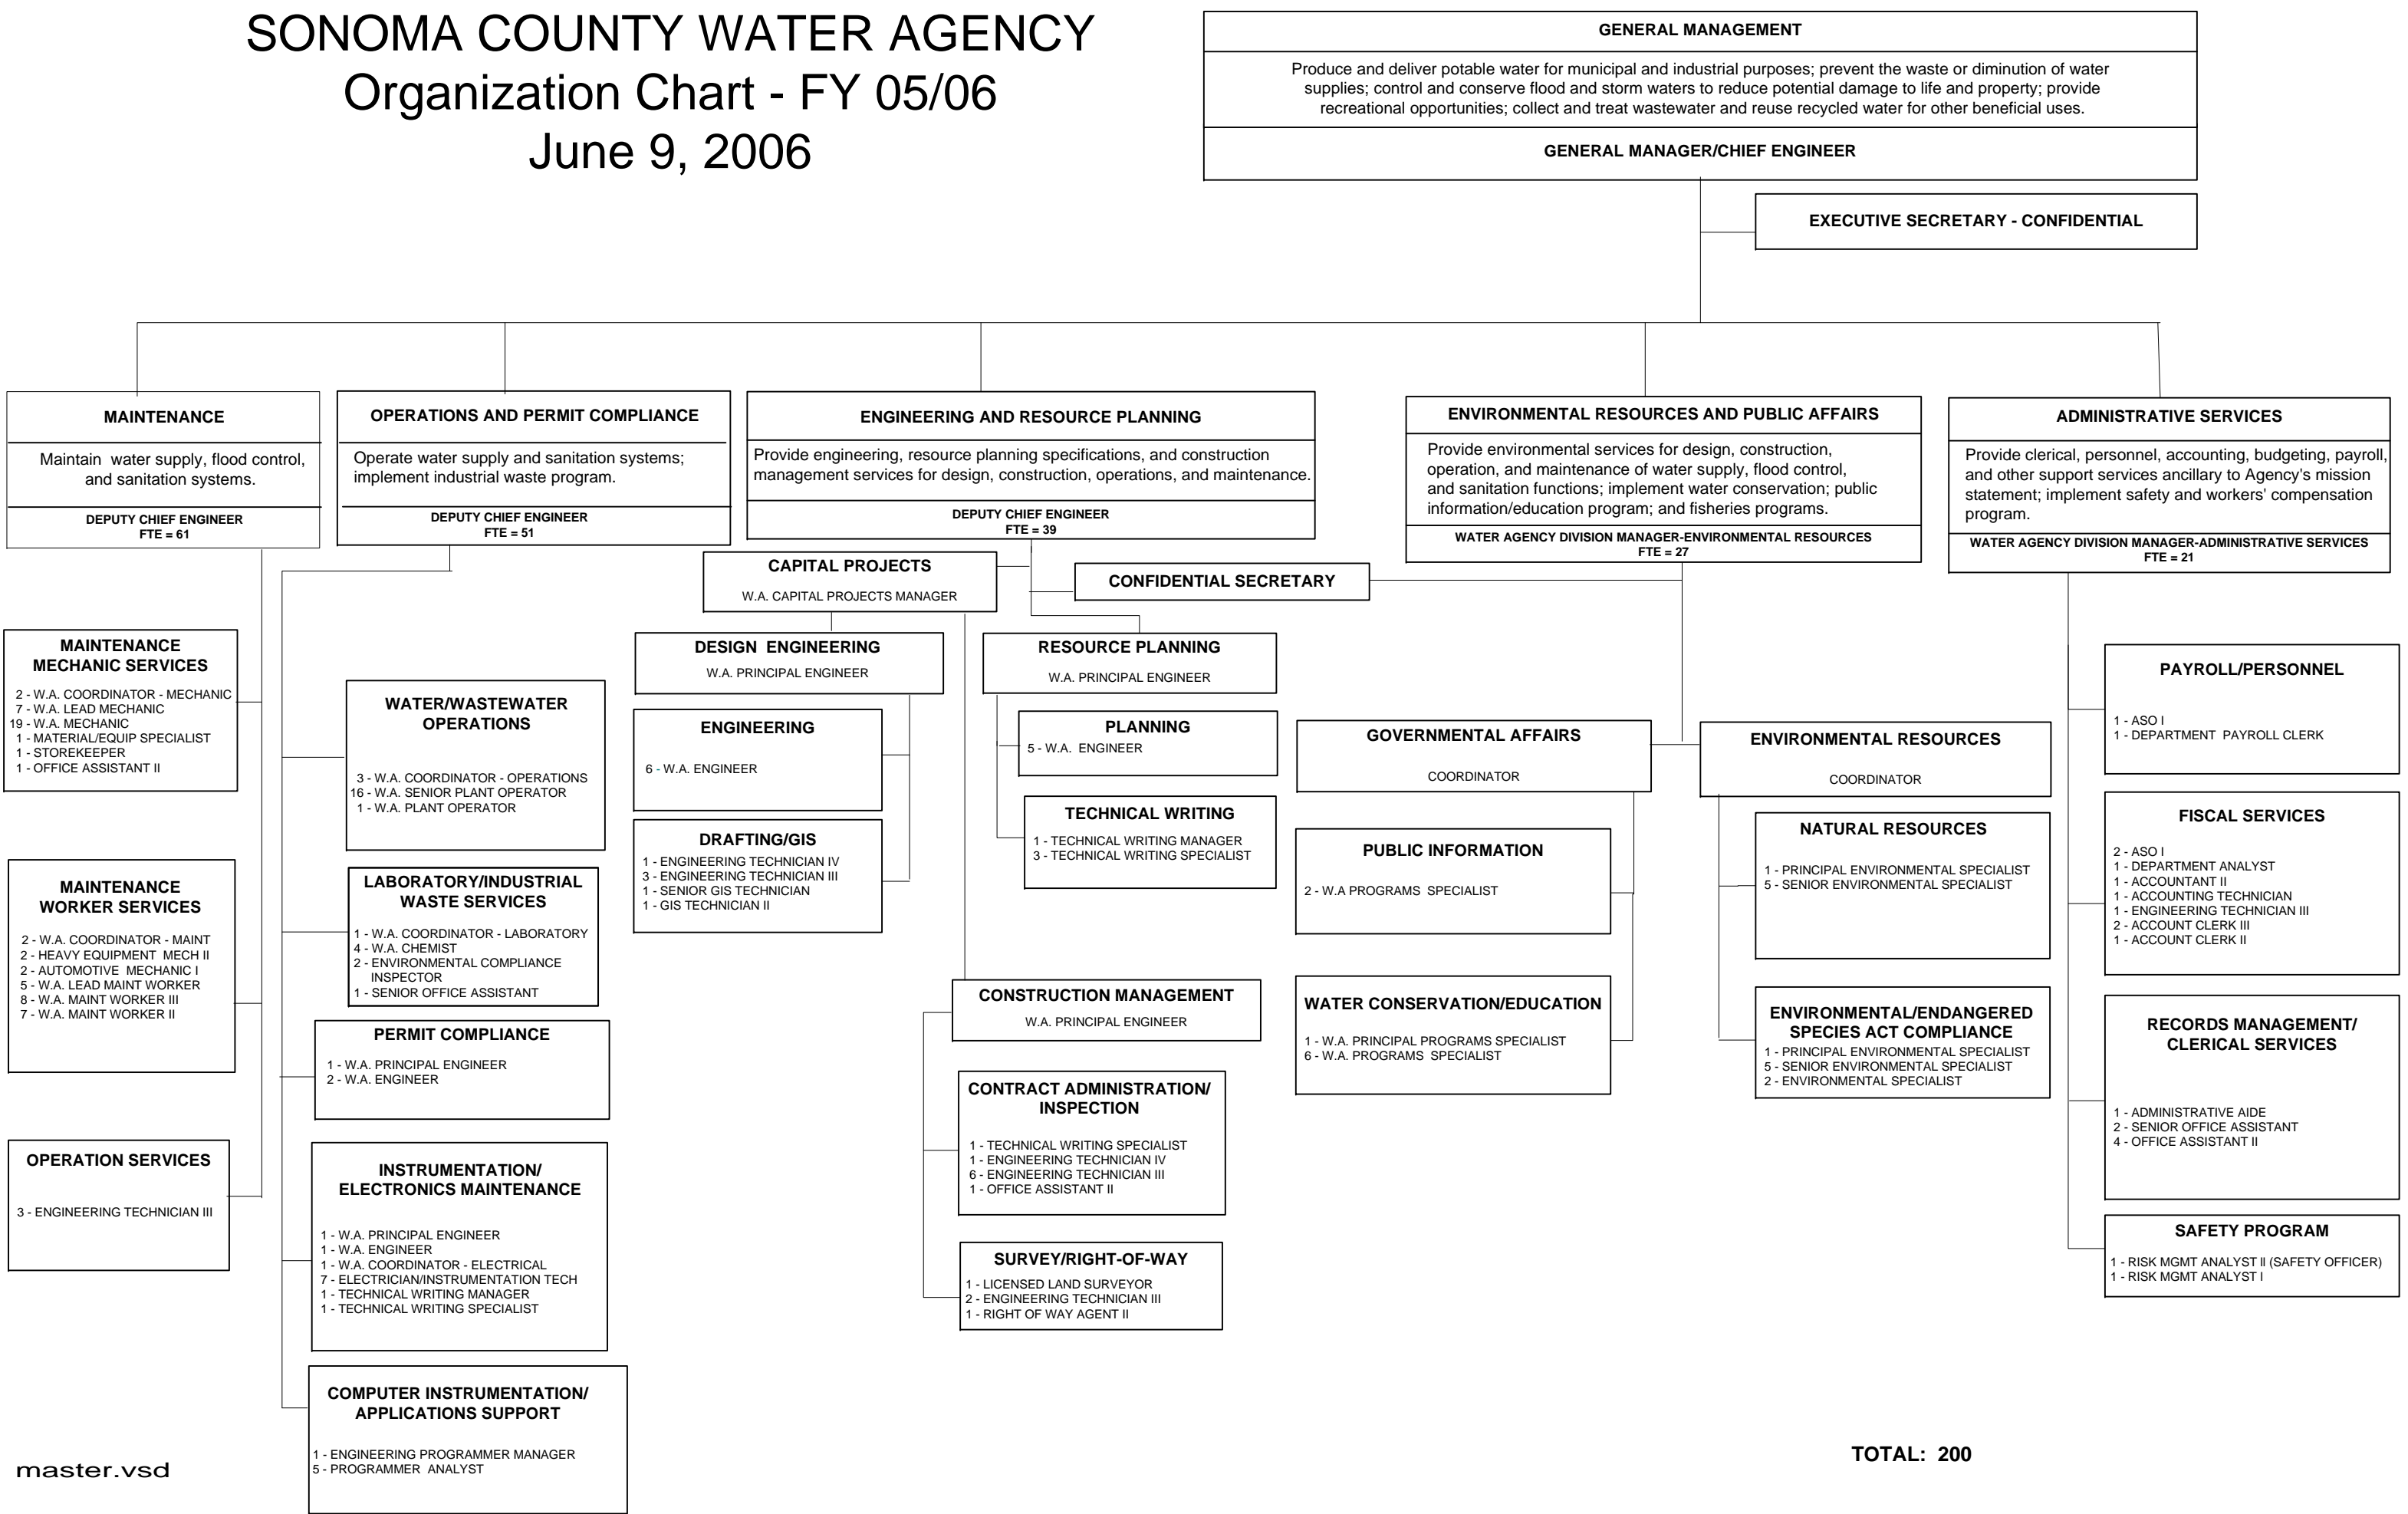 SONOMA COUNTY WATER AGENCY
Organization Chart - FY 05/06
June 9, 2006
GENERAL MANAGEMENT
Produce and deliver potable water for municipal and industrial purposes; prevent the waste or diminution of water
supplies; control and conserve flood and storm waters to reduce potential damage to life and property; provide
recreational opportunities; collect and treat wastewater and reuse recycled water for other beneficial uses.
GENERAL MANAGER/CHIEF ENGINEER
EXECUTIVE SECRETARY - CONFIDENTIAL
MAINTENANCE
Maintain water supply, flood control,
and sanitation systems.
DEPUTY CHIEF ENGINEER
FTE = 61
OPERATIONS AND PERMIT COMPLIANCE
Operate water supply and sanitation systems;
implement industrial waste program.
DEPUTY CHIEF ENGINEER
FTE = 51
ENGINEERING AND RESOURCE PLANNING
Provide engineering, resource planning specifications, and construction
management services for design, construction, operations, and maintenance.
DEPUTY CHIEF ENGINEER
FTE = 39
ENVIRONMENTAL RESOURCES AND PUBLIC AFFAIRS
Provide environmental services for design, construction,
operation, and maintenance of water supply, flood control,
and sanitation functions; implement water conservation; public
information/education program; and fisheries programs.
WATER AGENCY DIVISION MANAGER-ENVIRONMENTAL RESOURCES
FTE = 27
ADMINISTRATIVE SERVICES
Provide clerical, personnel, accounting, budgeting, payroll,
and other support services ancillary to Agency's mission
statement; implement safety and workers' compensation
program.
WATER AGENCY DIVISION MANAGER-ADMINISTRATIVE SERVICES
FTE = 21
MAINTENANCE
MECHANIC SERVICES
2 - W.A. COORDINATOR - MECHANIC
7 - W.A. LEAD MECHANIC
19 - W.A. MECHANIC
1 - MATERIAL/EQUIP SPECIALIST
1 - STOREKEEPER
1 - OFFICE ASSISTANT II
MAINTENANCE
WORKER SERVICES
2 - W.A. COORDINATOR - MAINT
2 - HEAVY EQUIPMENT MECH II
2 - AUTOMOTIVE MECHANIC I
5 - W.A. LEAD MAINT WORKER
8 - W.A. MAINT WORKER III
7 - W.A. MAINT WORKER II
OPERATION SERVICES
3 - ENGINEERING TECHNICIAN III
WATER/WASTEWATER
OPERATIONS
3 - W.A. COORDINATOR - OPERATIONS
16 - W.A. SENIOR PLANT OPERATOR
1 - W.A. PLANT OPERATOR
LABORATORY/INDUSTRIAL
WASTE SERVICES
1 - W.A. COORDINATOR - LABORATORY
4 - W.A. CHEMIST
2 - ENVIRONMENTAL COMPLIANCE
INSPECTOR
1 - SENIOR OFFICE ASSISTANT
PERMIT COMPLIANCE
1 - W.A. PRINCIPAL ENGINEER
2 - W.A. ENGINEER
INSTRUMENTATION/
ELECTRONICS MAINTENANCE
1 - W.A. PRINCIPAL ENGINEER
1 - W.A. ENGINEER
1 - W.A. COORDINATOR - ELECTRICAL
7 - ELECTRICIAN/INSTRUMENTATION TECH
1 - TECHNICAL WRITING MANAGER
1 - TECHNICAL WRITING SPECIALIST
COMPUTER INSTRUMENTATION/
APPLICATIONS SUPPORT
1 - ENGINEERING PROGRAMMER MANAGER
5 - PROGRAMMER ANALYST
CAPITAL PROJECTS
W.A. CAPITAL PROJECTS MANAGER
CONFIDENTIAL SECRETARY
DESIGN ENGINEERING
W.A. PRINCIPAL ENGINEER
ENGINEERING
6 - W.A. ENGINEER
DRAFTING/GIS
1 - ENGINEERING TECHNICIAN IV
3 - ENGINEERING TECHNICIAN III
1 - SENIOR GIS TECHNICIAN
1 - GIS TECHNICIAN II
RESOURCE PLANNING
W.A. PRINCIPAL ENGINEER
PLANNING
5 - W.A. ENGINEER
TECHNICAL WRITING
1 - TECHNICAL WRITING MANAGER
3 - TECHNICAL WRITING SPECIALIST
CONSTRUCTION MANAGEMENT
W.A. PRINCIPAL ENGINEER
CONTRACT ADMINISTRATION/
INSPECTION
1 - TECHNICAL WRITING SPECIALIST
1 - ENGINEERING TECHNICIAN IV
6 - ENGINEERING TECHNICIAN III
1 - OFFICE ASSISTANT II
SURVEY/RIGHT-OF-WAY
1 - LICENSED LAND SURVEYOR
2 - ENGINEERING TECHNICIAN III
1 - RIGHT OF WAY AGENT II
GOVERNMENTAL AFFAIRS
COORDINATOR
PUBLIC INFORMATION
2 - W.A PROGRAMS SPECIALIST
WATER CONSERVATION/EDUCATION
1 - W.A. PRINCIPAL PROGRAMS SPECIALIST
6 - W.A. PROGRAMS SPECIALIST
ENVIRONMENTAL RESOURCES
COORDINATOR
NATURAL RESOURCES
1 - PRINCIPAL ENVIRONMENTAL SPECIALIST
5 - SENIOR ENVIRONMENTAL SPECIALIST
ENVIRONMENTAL/ENDANGERED
SPECIES ACT COMPLIANCE
1 - PRINCIPAL ENVIRONMENTAL SPECIALIST
5 - SENIOR ENVIRONMENTAL SPECIALIST
2 - ENVIRONMENTAL SPECIALIST
PAYROLL/PERSONNEL
1 - ASO I
1 - DEPARTMENT PAYROLL CLERK
FISCAL SERVICES
2 - ASO I
1 - DEPARTMENT ANALYST
1 - ACCOUNTANT II
1 - ACCOUNTING TECHNICIAN
1 - ENGINEERING TECHNICIAN III
2 - ACCOUNT CLERK III
1 - ACCOUNT CLERK II
RECORDS MANAGEMENT/
CLERICAL SERVICES
1 - ADMINISTRATIVE AIDE
2 - SENIOR OFFICE ASSISTANT
4 - OFFICE ASSISTANT II
SAFETY PROGRAM
1 - RISK MGMT ANALYST II (SAFETY OFFICER)
1 - RISK MGMT ANALYST I
TOTAL: 200
master.vsd